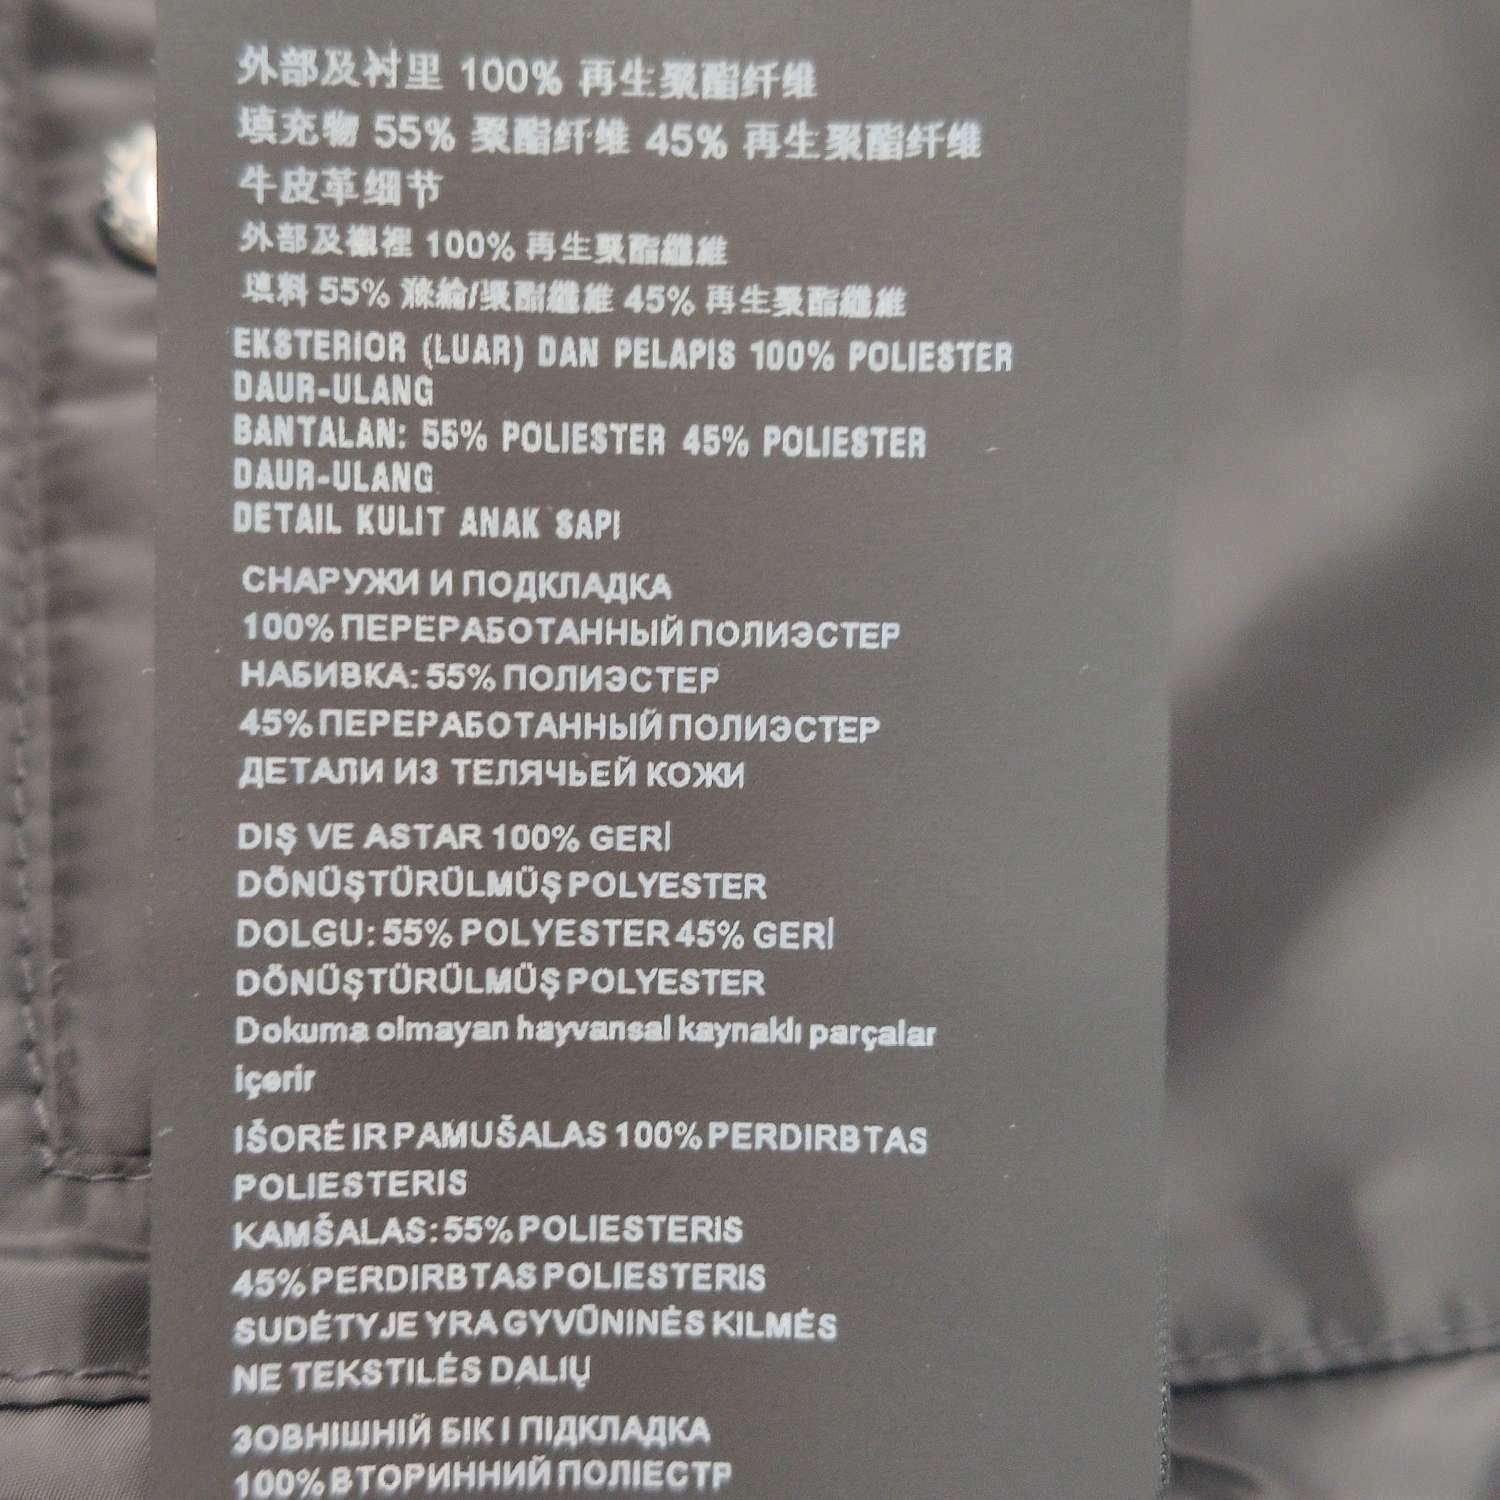 外部及衬里 100% 再生聚酯纤维
填充物 55% 聚酯纤维 45% 再生聚酯纤维
牛皮革细节
外部及襯裡 100% 再生聚酯纖維
填料 55% 滌綸/聚酯纖維 45% 再生聚酯纖維
EKSTERIOR (LUAR) DAN PELAPIS 100% POLIESTER
DAUR-ULANG
BANTALAN: 55% POLIESTER 45% POLIESTER
DAUR-ULANG
DETAIL KULIT ANAK SAPI
СНАРУЖИ И ПОДКЛАДКА
100% ПЕРЕРАБОТАННЫЙ ПОЛИЭСТЕР
НАБИВКА: 55% ПОЛИЭСТЕР
45% ПЕРЕРАБОТАННЫЙ ПОЛИЭСТЕР
ДЕТАЛИ ИЗ ТЕЛЯЧЬЕЙ КОЖИ
DIŞ VE ASTAR 100% GERİ
DÖNÜŞTÜRÜLMÜŞ POLYESTER
DOLGU: 55% POLYESTER 45% GERİ
DÖNÜŞTÜRÜLMÜŞ POLYESTER
Dokuma olmayan hayvansal kaynaklı parçalar
içerir
IŠORĖ IR PAMUŠALAS 100% PERDIRBTAS
POLIESTERIS
KAMŠALAS: 55% POLIESTERIS
45% PERDIRBTAS POLIESTERIS
SUDĖTYJE YRA GYVŪNINĖS KILMĖS
NE TEKSTILĖS DALIŲ
ЗОВНІШНІЙ БІК І ПІДКЛАДКА
100% ВТОРИННИЙ ПОЛІЕСТР